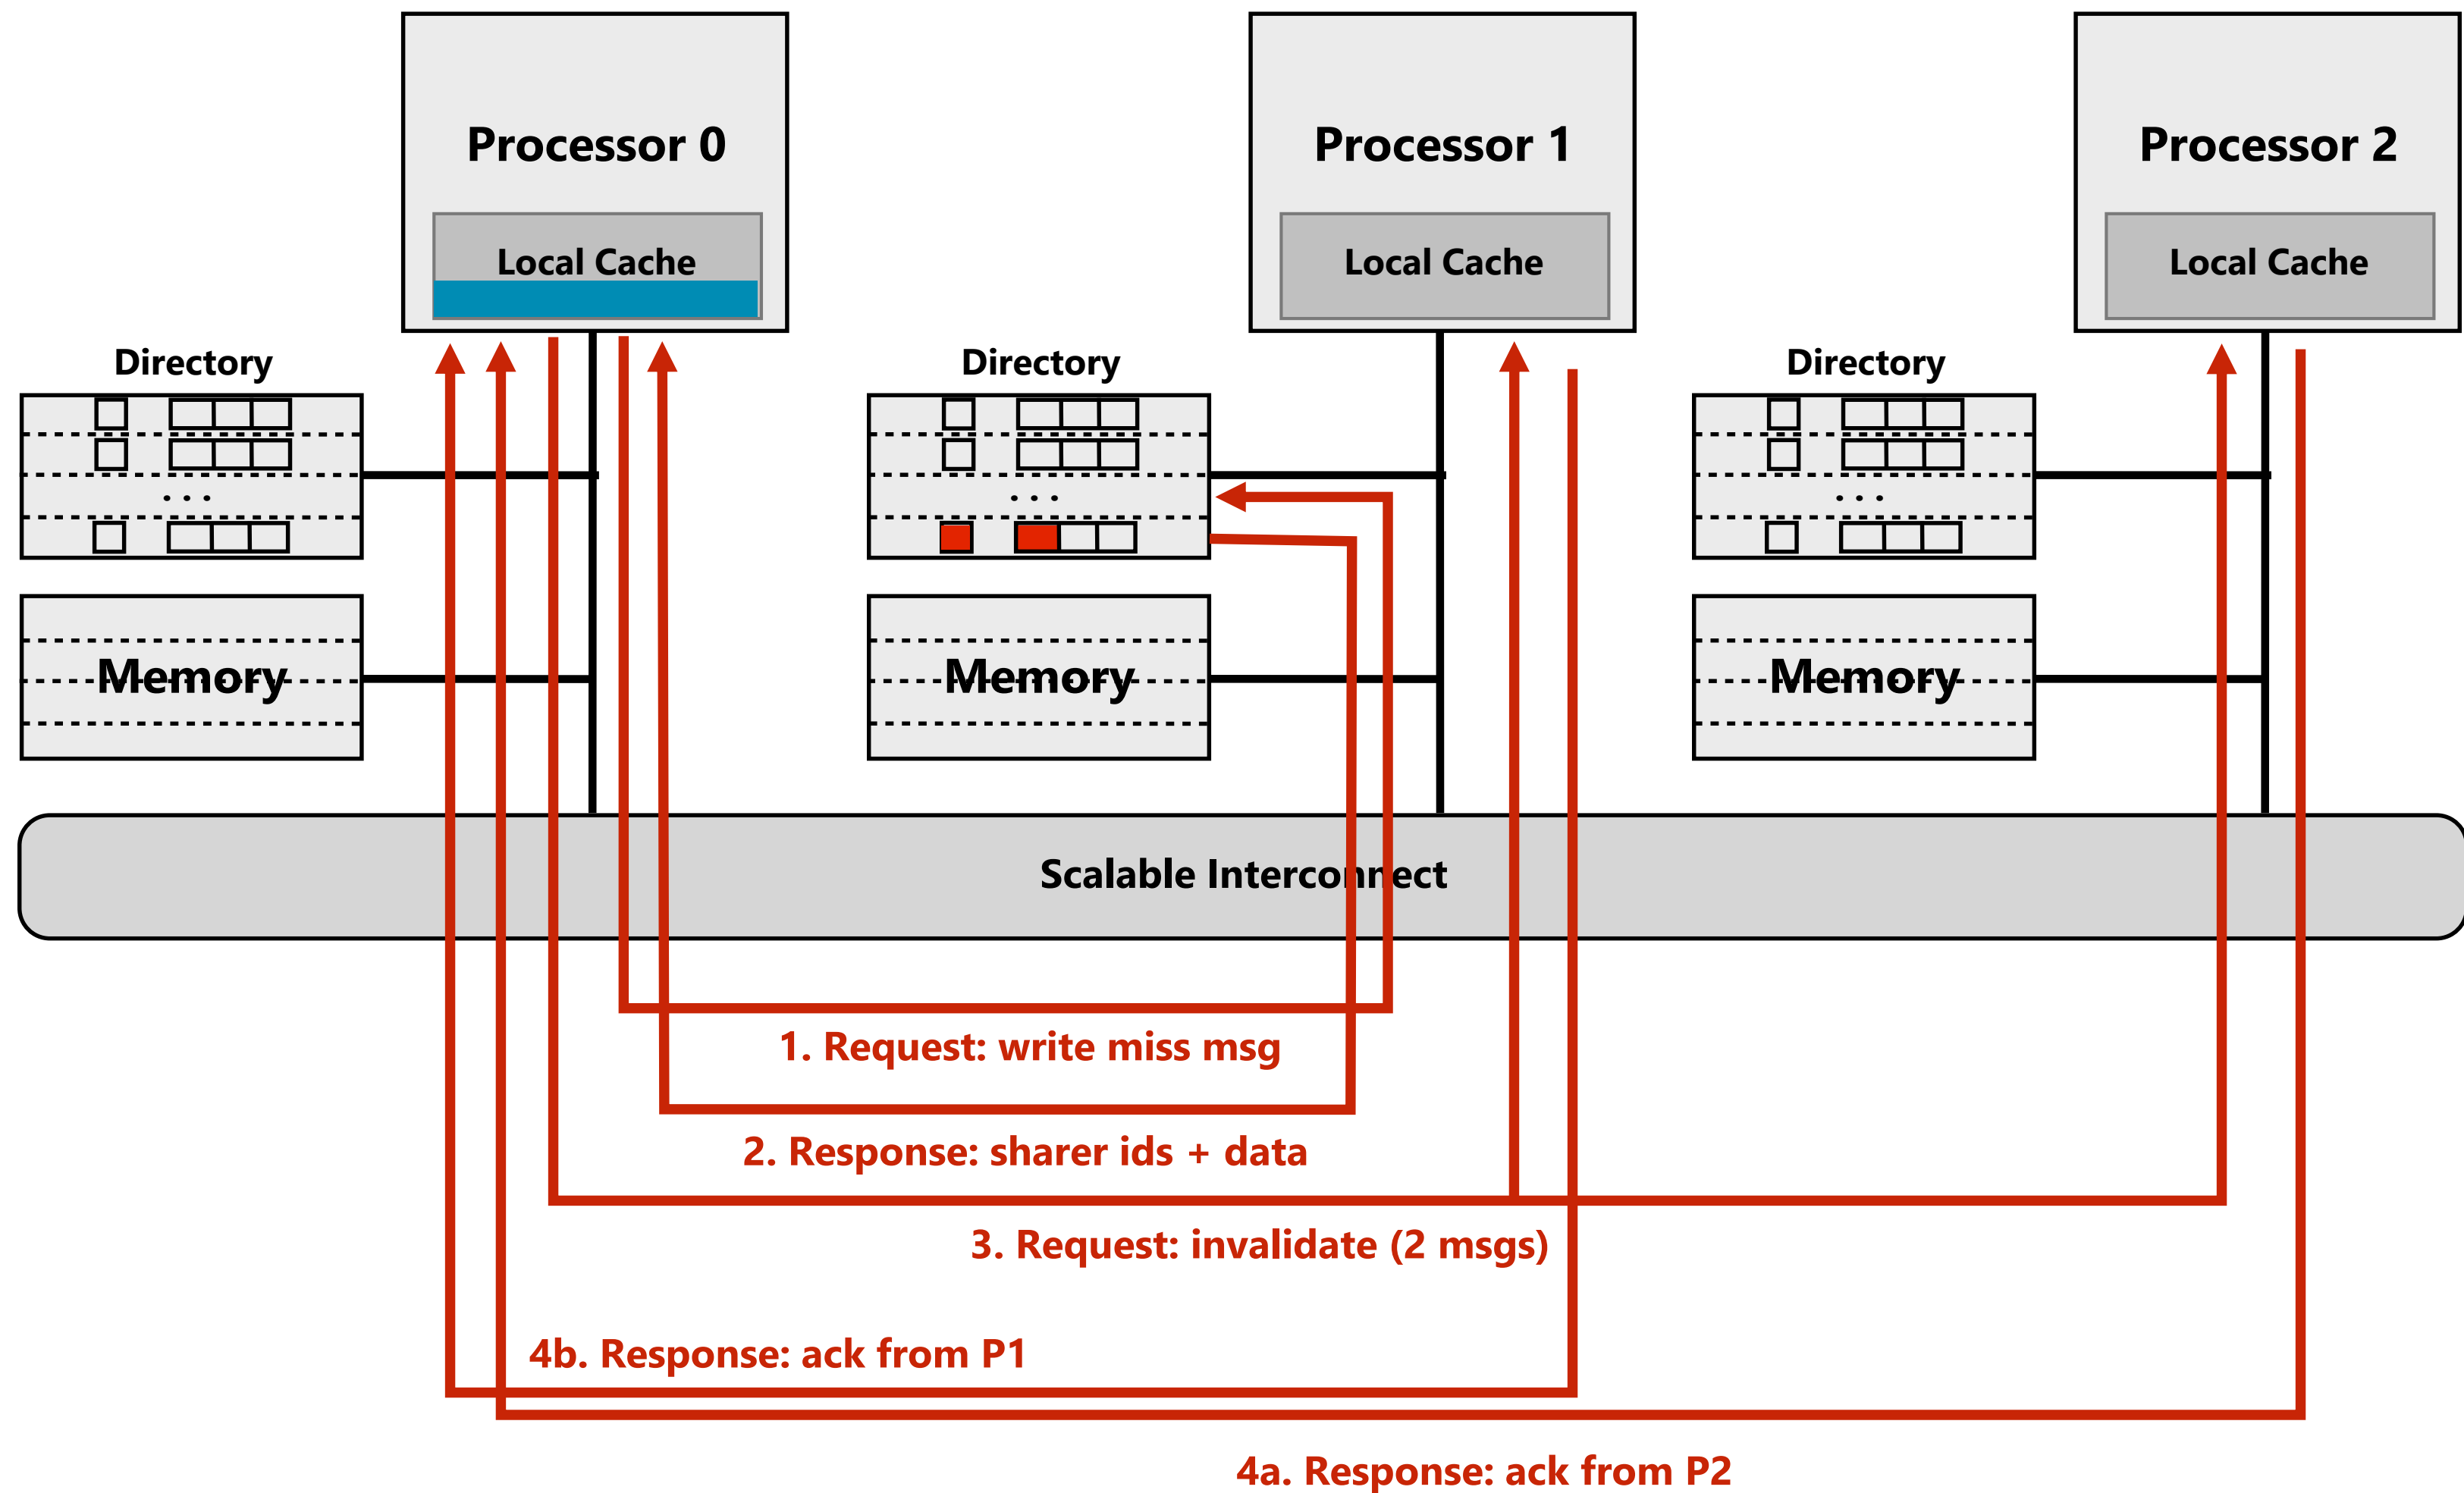 Processor 0
Processor 1
Processor 2
Local Cache
Local Cache
Local Cache
Directory
Directory
Directory
. . .
. . .
. . .
Memory
Memory
Memory
Scalable Interconnect
1. Request: write miss msg
2. Response: sharer ids + data
3. Request: invalidate (2 msgs)
4b. Response: ack from P1
4a. Response: ack from P2